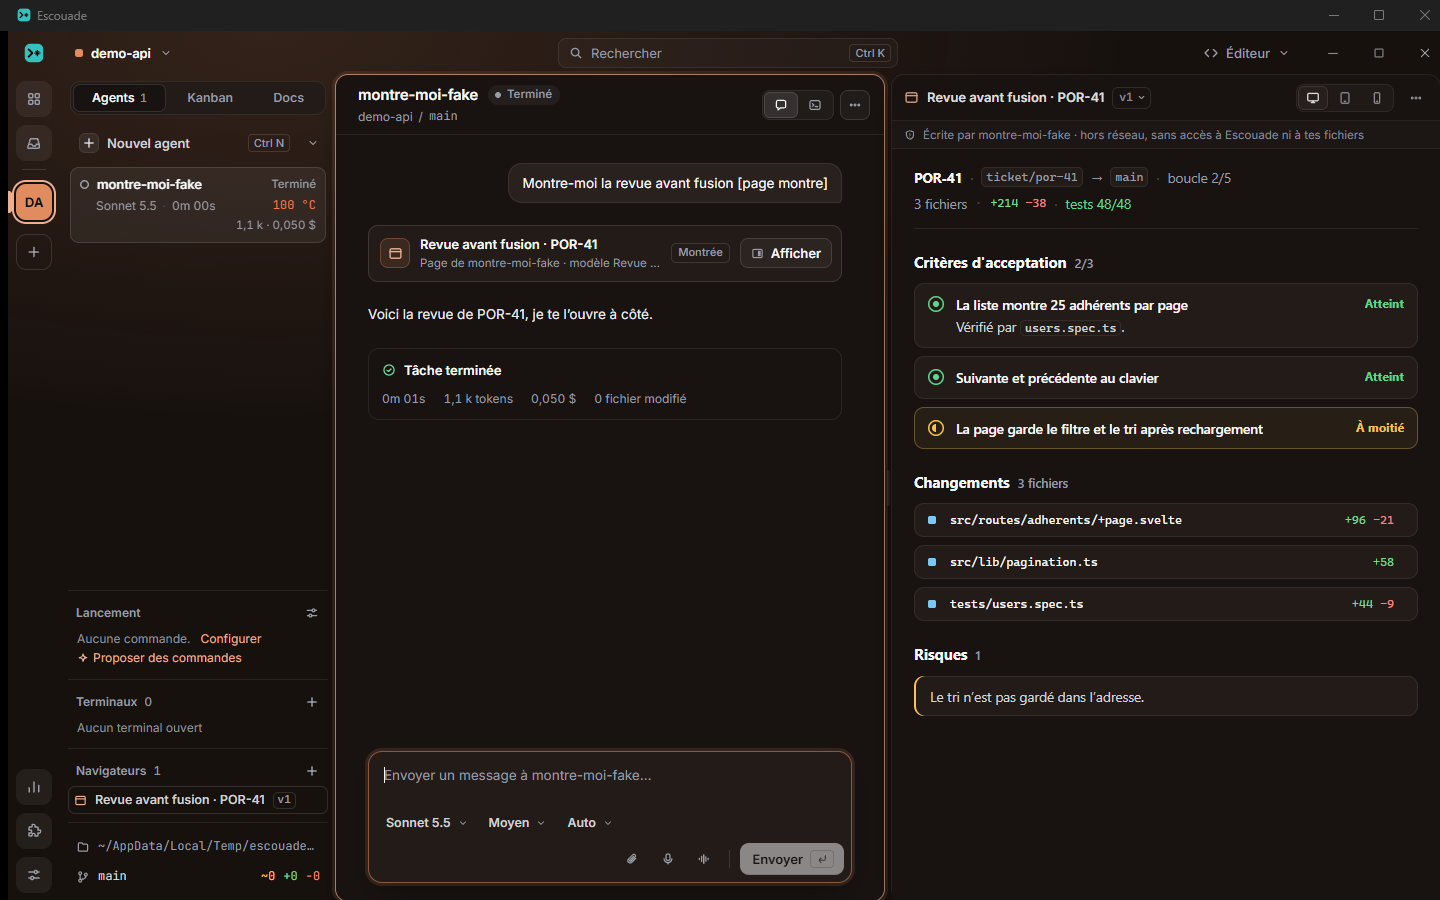 Escouade
demo-api
Rechercher
Ctrl K
Éditeur
Agents 1
Kanban
Docs
Nouvel agent
Ctrl N
montre-moi-fake
Terminé
Sonnet 5.5 · 0m 00s
100 °C
1,1 k · 0,050 $
DA
Lancement
Aucune commande. Configurer
Proposer des commandes
Terminaux 0
Aucun terminal ouvert
Navigateurs 1
Revue avant fusion · POR-41 v1
~/AppData/Local/Temp/escouade…
main
~0 +0 -0
montre-moi-fake
Terminé
demo-api / main
Montre-moi la revue avant fusion [page montre]
Revue avant fusion · POR-41
Page de montre-moi-fake · modèle Revue ...
Montrée
Afficher
Voici la revue de POR-41, je te l’ouvre à côté.
Tâche terminée
0m 01s 1,1 k tokens 0,050 $ 0 fichier modifié
Envoyer un message à montre-moi-fake...
Sonnet 5.5
Moyen
Auto
Envoyer
Revue avant fusion · POR-41
v1
Écrite par montre-moi-fake · hors réseau, sans accès à Escouade ni à tes fichiers
POR-41 · ticket/por-41 → main · boucle 2/5
3 fichiers · +214 −38 · tests 48/48
Critères d'acceptation 2/3
La liste montre 25 adhérents par page
Atteint
Vérifié par users.spec.ts .
Suivante et précédente au clavier
Atteint
La page garde le filtre et le tri après rechargement
À moitié
Changements 3 fichiers
src/routes/adherents/+page.svelte
+96 −21
src/lib/pagination.ts
+58
tests/users.spec.ts
+44 −9
Risques 1
Le tri n’est pas gardé dans l’adresse.